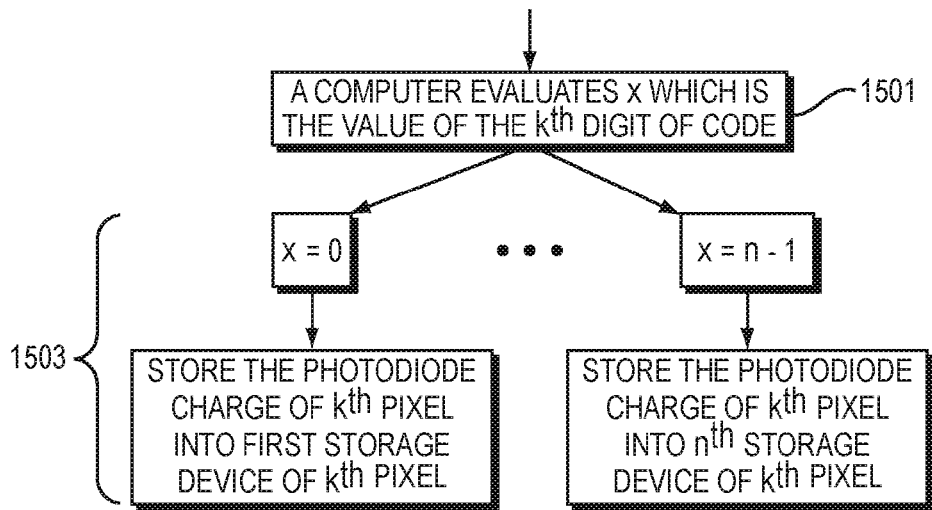 A COMPUTER EVALUATES x WHICH IS
THE VALUE OF THE kth DIGIT OF CODE
1501
x = 0
• • •
x = n - 1
1503
STORE THE PHOTODIODE
CHARGE OF kth PIXEL
INTO FIRST STORAGE
DEVICE OF kth PIXEL
STORE THE PHOTODIODE
CHARGE OF kth PIXEL
INTO nth STORAGE
DEVICE OF kth PIXEL